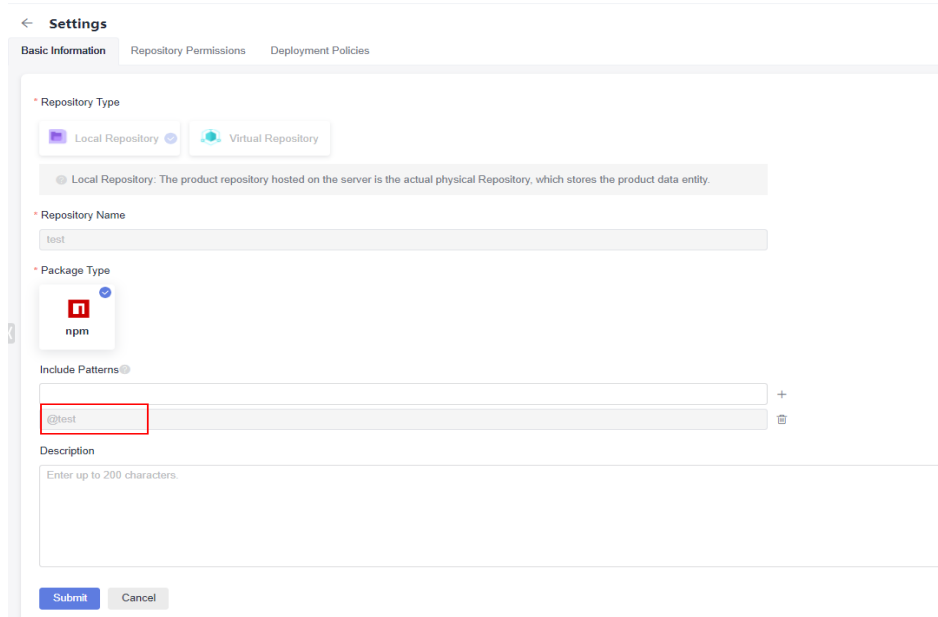 Settings
Basic Information Repository Permissions Deployment Policies
* Repository Type
Local Repository Virtual Repository
Local Repository: The product repository hosted on the server is the actual physical Repository, which stores the product data entity.
* Repository Name
test
* Package Type
npm
Include Patterns
@test
Description
Enter up to 200 characters.
Submit Cancel